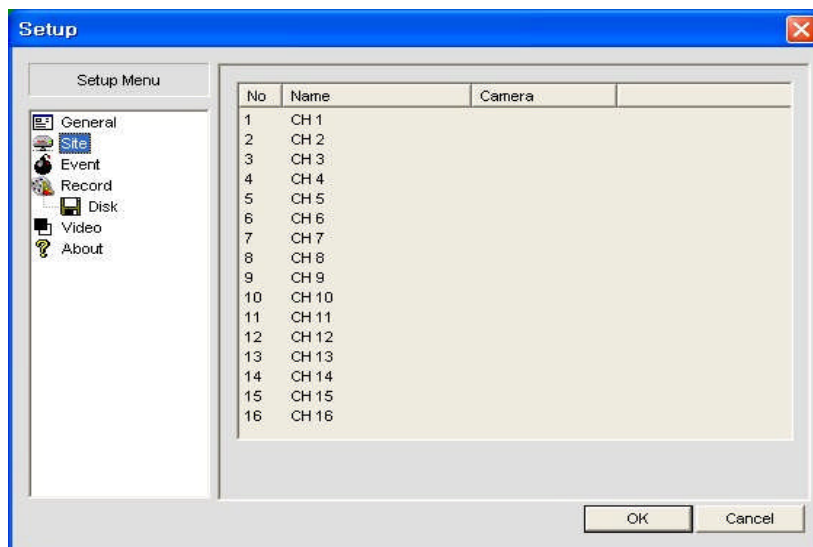 Setup
Setup Menu
General
Site
Event
Record
Disk
Video
About
No Name Camera
1 CH 1
2 CH 2
3 CH 3
4 CH 4
5 CH 5
6 CH 6
7 CH 7
8 CH 8
9 CH 9
10 CH 10
11 CH 11
12 CH 12
13 CH 13
14 CH 14
15 CH 15
16 CH 16
OK Cancel